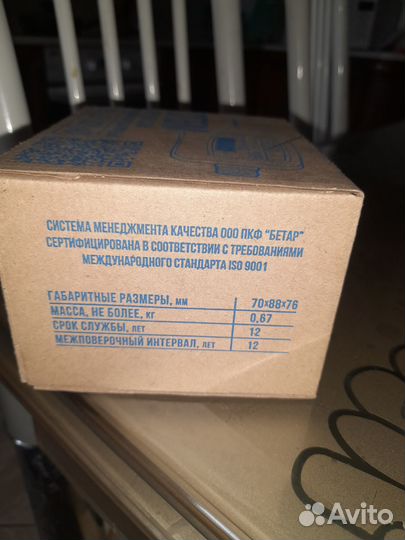 СИСТЕМА МЕНЕДЖМЕНТА КАЧЕСТВА ООО ПКФ "БЕТАР"
СЕРТИФИЦИРОВАНА В СООТВЕТСТВИИ С ТРЕБОВАНИЯМИ
МЕЖДУНАРОДНОГО СТАНДАРТА ISO 9001
ГАБАРИТНЫЕ РАЗМЕРЫ, ММ 70×88×76
МАССА, НЕ БОЛЕЕ, КГ 0,67
СРОК СЛУЖБЫ, ЛЕТ 12
МЕЖПОВЕРОЧНЫЙ ИНТЕРВАЛ, ЛЕТ 12
Avito